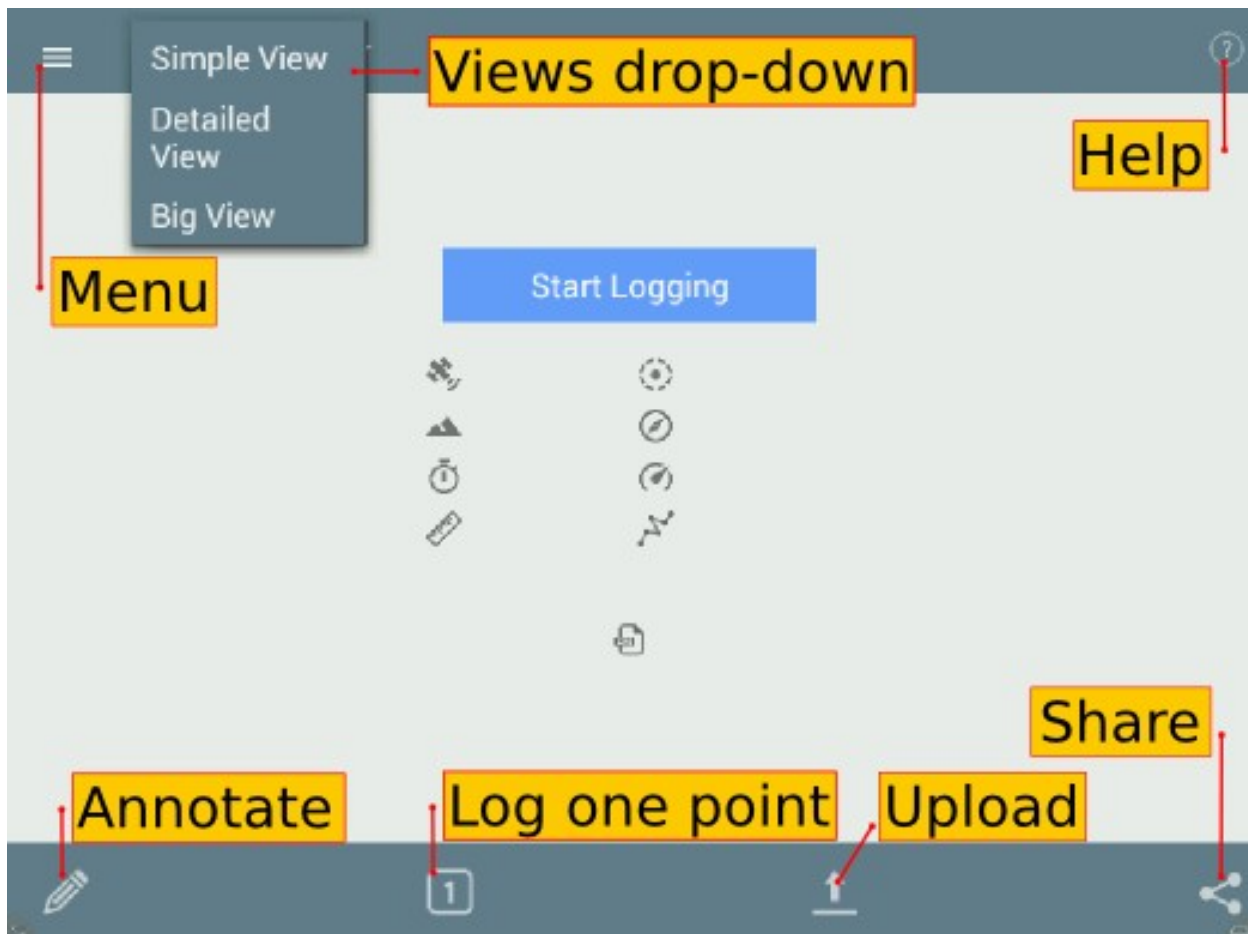 Simple View
Views drop-down
?
Detailed
View
Help
Big View
Menu
Start Logging
Share
Annotate
Log one point
Upload
1